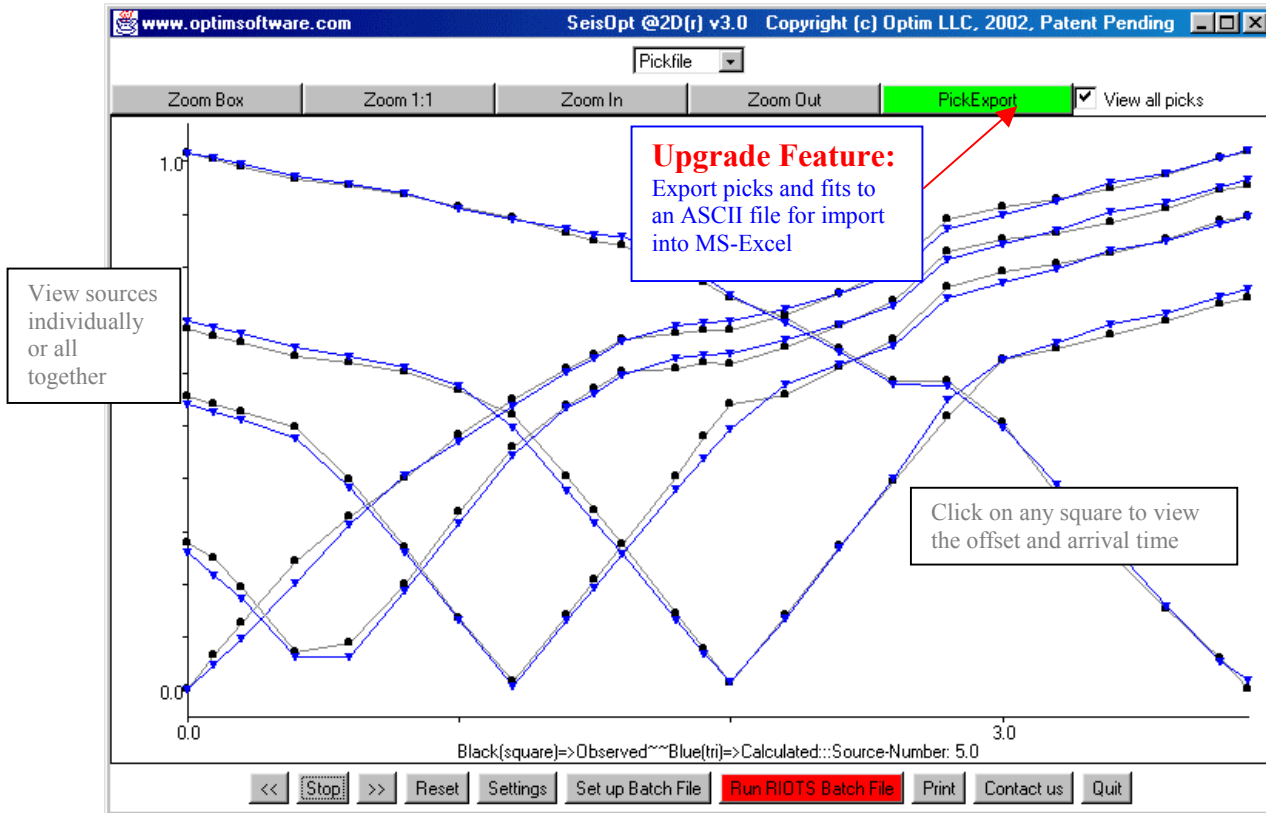 www.optimsoftware.com SeisOpt @2D(r) v3.0 Copyright (c) Optim LLC, 2002, Patent Pending
Pickfile
Zoom Box Zoom 1:1 Zoom In Zoom Out PickExport View all picks
1.0
Upgrade Feature:
Export picks and fits to
an ASCII file for import
into MS-Excel
View sources
individually
or all
together
Click on any square to view
the offset and arrival time
0.0
0.0 3.0
Black(square)=>Observed~~Blue(tri)=>Calculated:::Source-Number: 5.0
<< Stop >> Reset Settings Set up Batch File Run RIOTS Batch File Print Contact us Quit